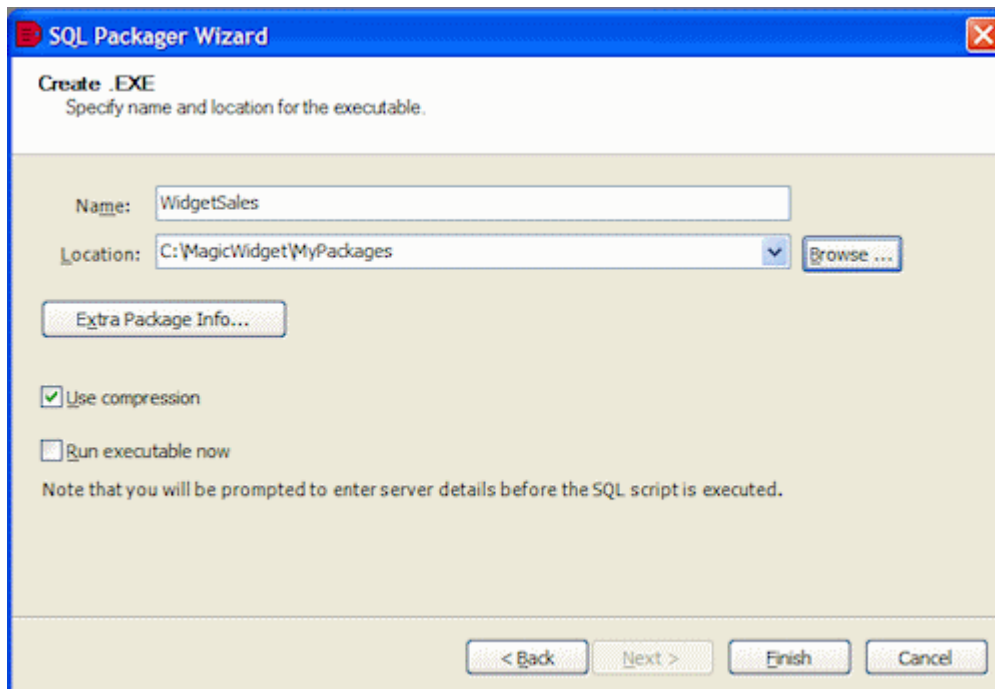 SQL Packager Wizard
Create .EXE
Specify name and location for the executable.
Name: WidgetSales
Location: C:\MagicWidget\MyPackages Browse ...
Extra Package Info...
Use compression
Run executable now
Note that you will be prompted to enter server details before the SQL script is executed.
< Back Next > Finish Cancel